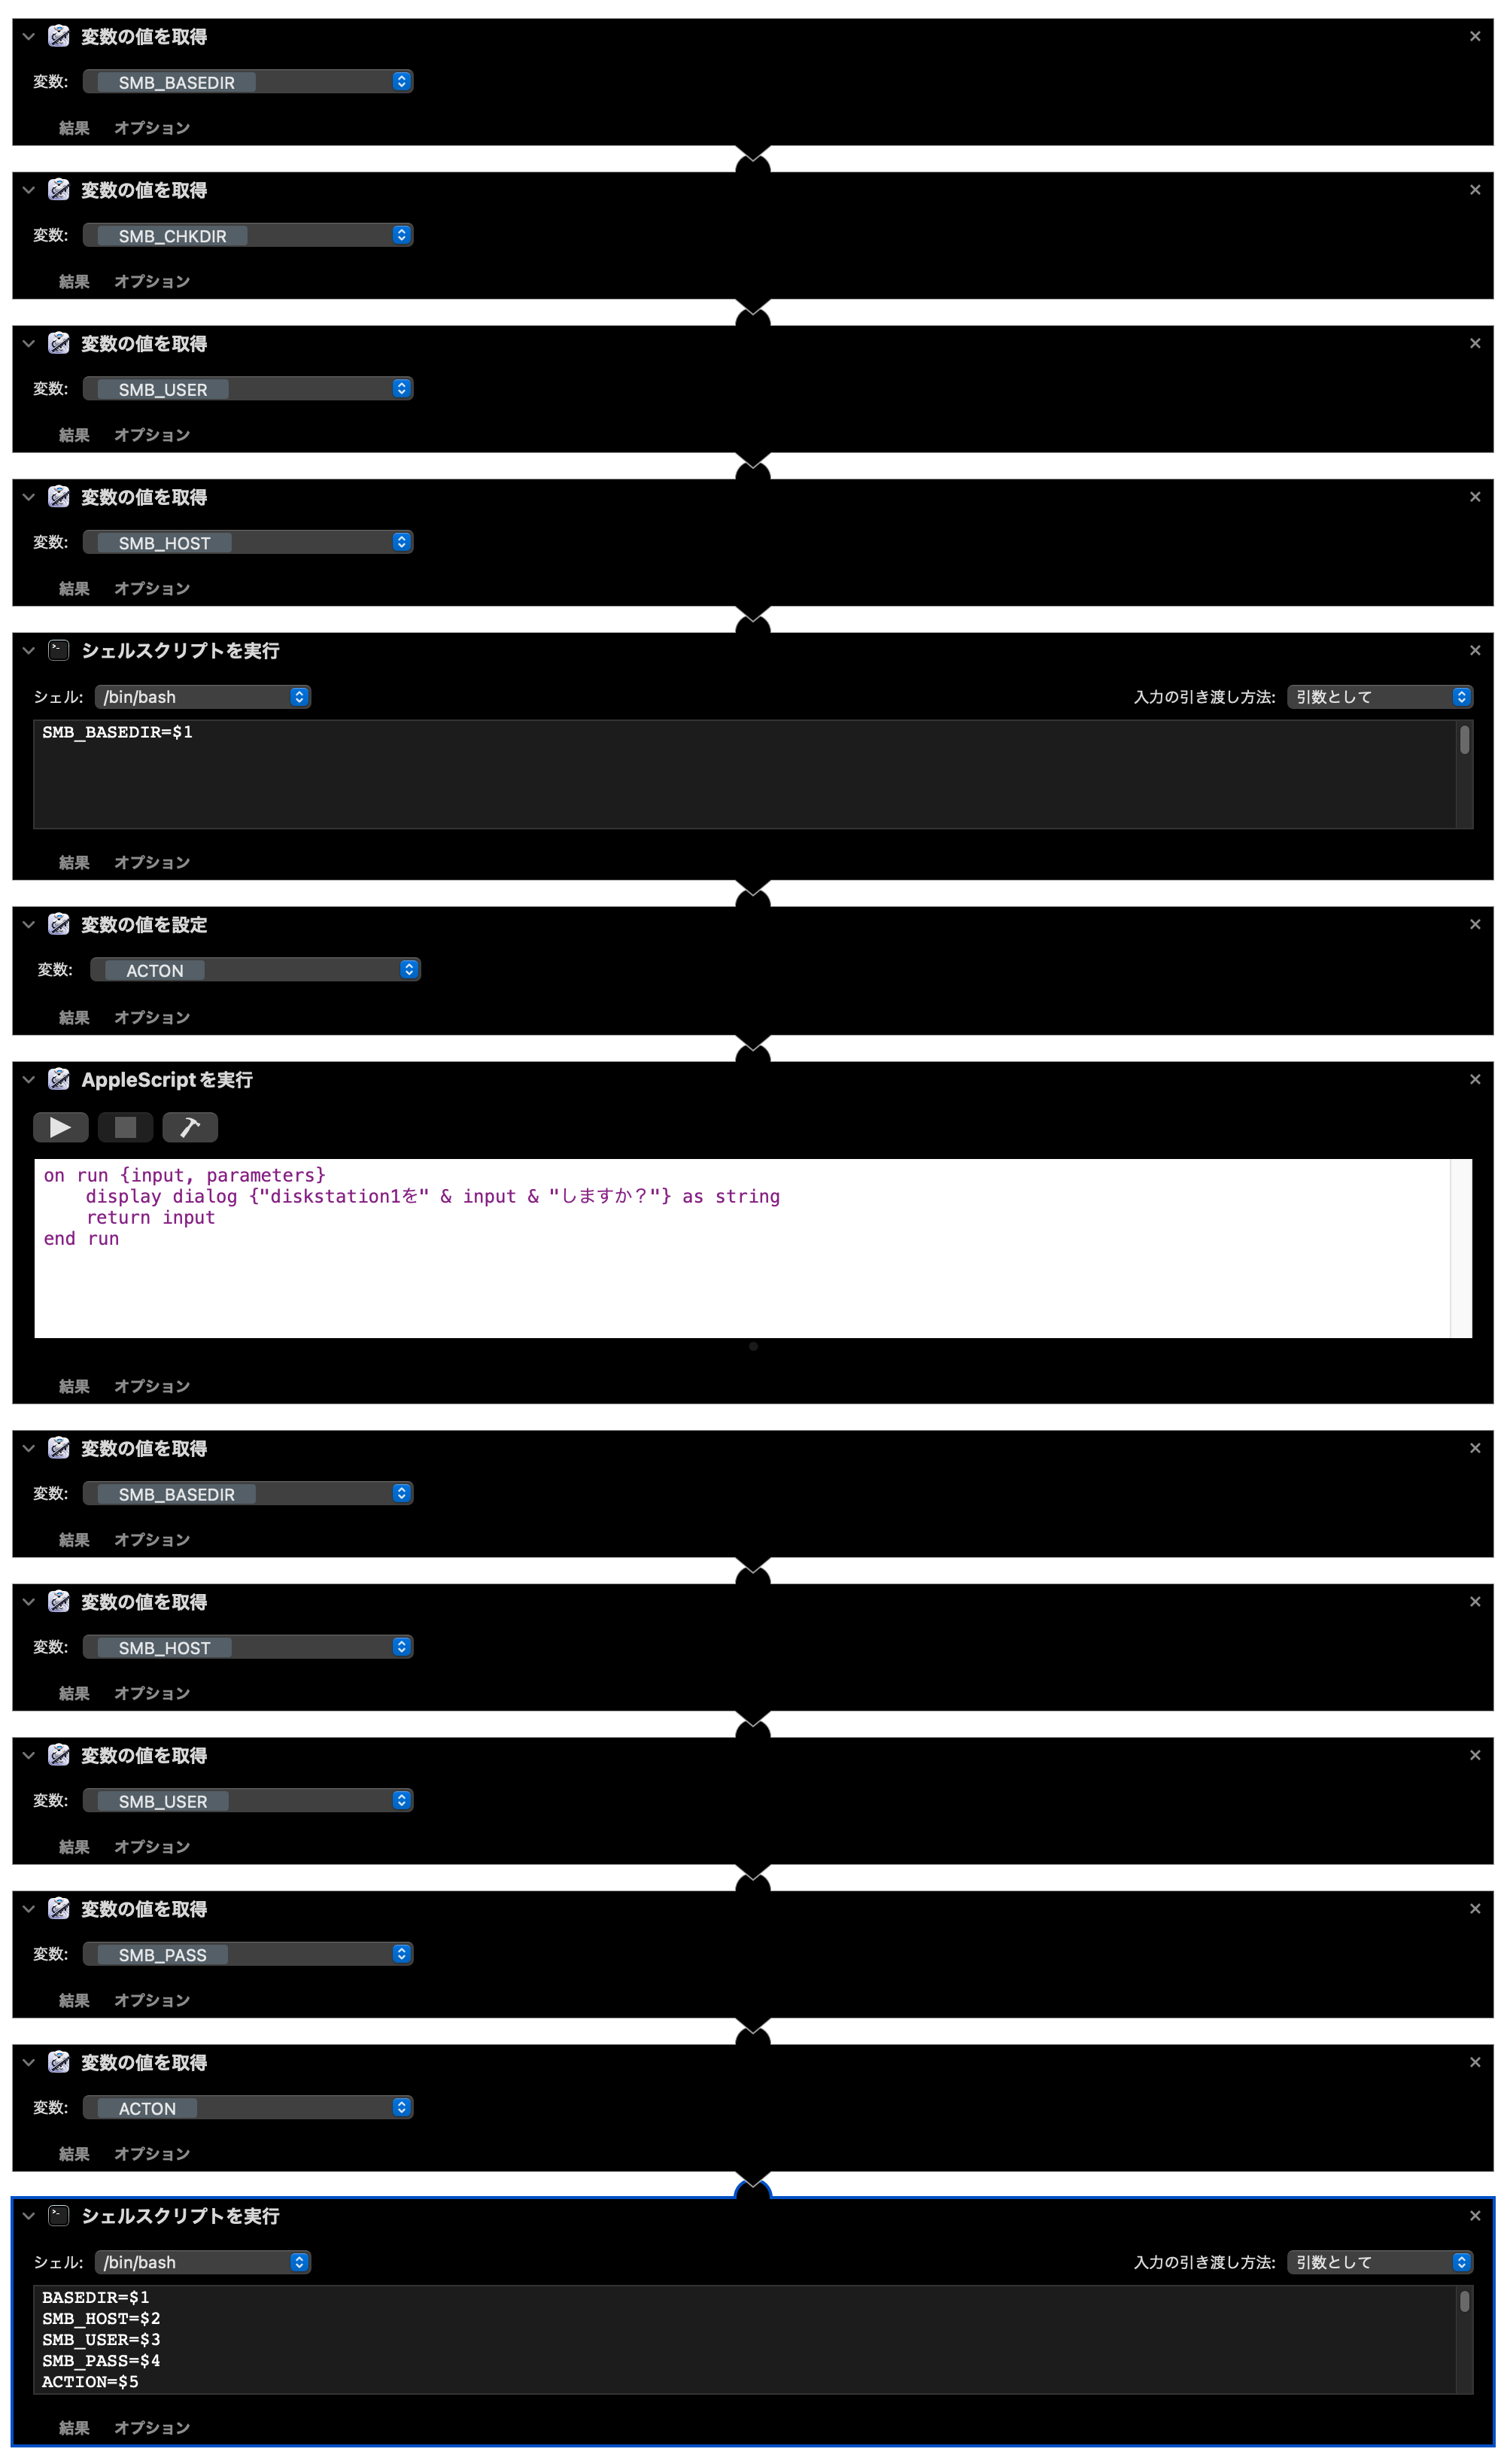 変数の値を取得
変数: SMB_BASEDIR
結果 オプション
変数の値を取得
変数: SMB_CHKDIR
結果 オプション
変数の値を取得
変数: SMB_USER
結果 オプション
変数の値を取得
変数: SMB_HOST
結果 オプション
シェルスクリプトを実行
シェル: /bin/bash 入力の引き渡し方法: 引数として
SMB_BASEDIR=$1
結果 オプション
変数の値を設定
変数: ACTON
結果 オプション
AppleScriptを実行
on run {input, parameters}
display dialog {"diskstation1を" & input & "しますか？"} as string
return input
end run
結果 オプション
変数の値を取得
変数: SMB_BASEDIR
結果 オプション
変数の値を取得
変数: SMB_HOST
結果 オプション
変数の値を取得
変数: SMB_USER
結果 オプション
変数の値を取得
変数: SMB_PASS
結果 オプション
変数の値を取得
変数: ACTON
結果 オプション
シェルスクリプトを実行
シェル: /bin/bash 入力の引き渡し方法: 引数として
BASEDIR=$1
SMB_HOST=$2
SMB_USER=$3
SMB_PASS=$4
ACTION=$5
結果 オプション